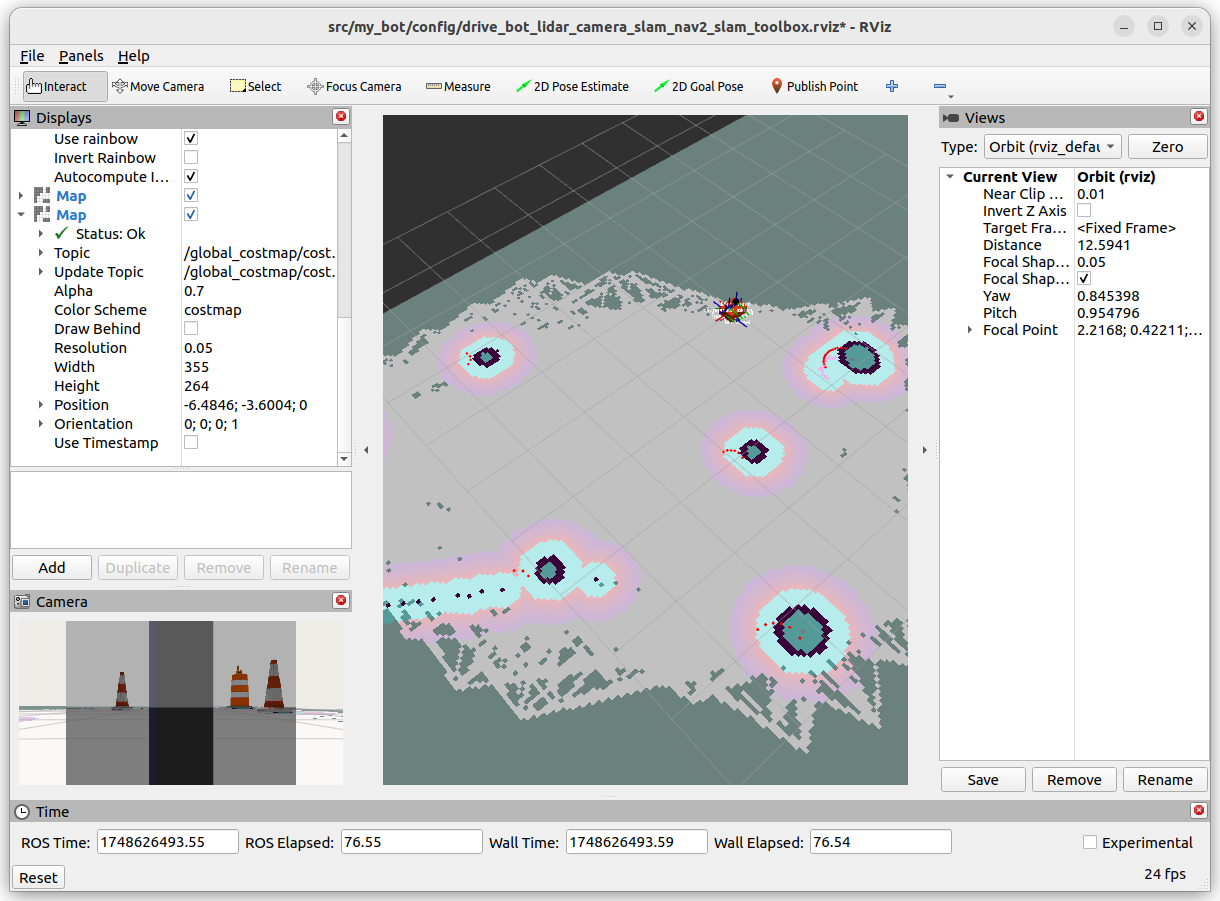 src/my_bot/config/drive_bot_lidar_camera_slam_nav2_slam_toolbox.rviz* - RViz
File Panels Help
Interact Move Camera Select Focus Camera Measure 2D Pose Estimate 2D Goal Pose Publish Point
Displays
Use rainbow
Invert Rainbow
Autocompute I...
Map
Map
Status: Ok
Topic /global_costmap/cost...
Update Topic /global_costmap/cost...
Alpha 0.7
Color Scheme costmap
Draw Behind
Resolution 0.05
Width 355
Height 264
Position -6.4846; -3.6004; 0
Orientation 0; 0; 0; 1
Use Timestamp
Add Duplicate Remove Rename
Camera
Views
Type: Orbit (rviz_defau Zero
Current View Orbit (rviz)
Near Clip ... 0.01
Invert Z Axis
Target Fra... <Fixed Frame>
Distance 12.5941
Focal Shap... 0.05
Focal Shap...
Yaw 0.845398
Pitch 0.954796
Focal Point 2.2168; 0.42211;...
Save Remove Rename
Time
ROS Time: 1748626493.55 ROS Elapsed: 76.55 Wall Time: 1748626493.59 Wall Elapsed: 76.54 Experimental
Reset 24 fps